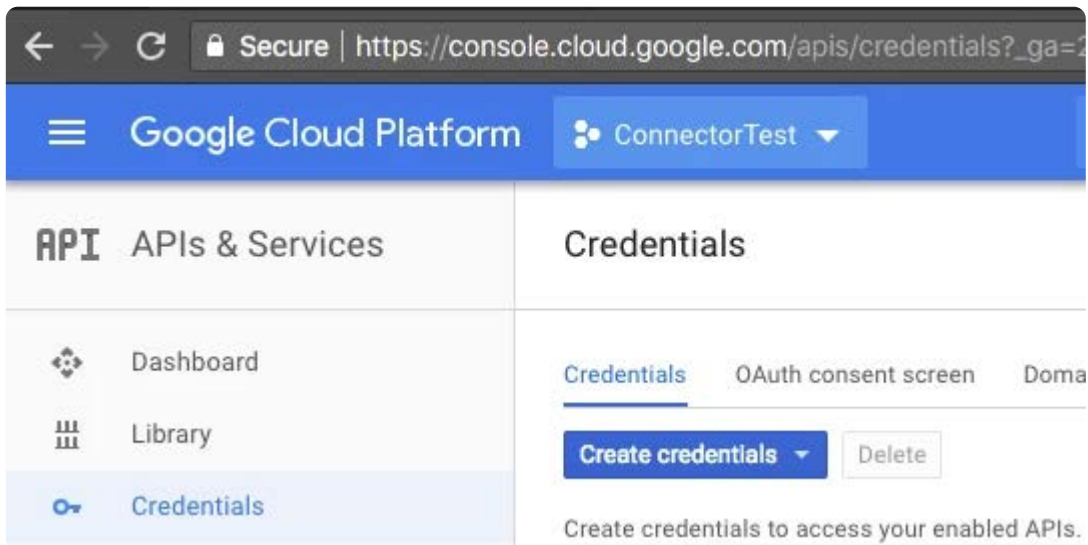 Secure | https://console.cloud.google.com/apis/credentials?_ga=
Google Cloud Platform ConnectorTest
API APIs & Services
Credentials
Dashboard
Library
Credentials
Credentials OAuth consent screen Doma
Create credentials Delete
Create credentials to access your enabled APIs.